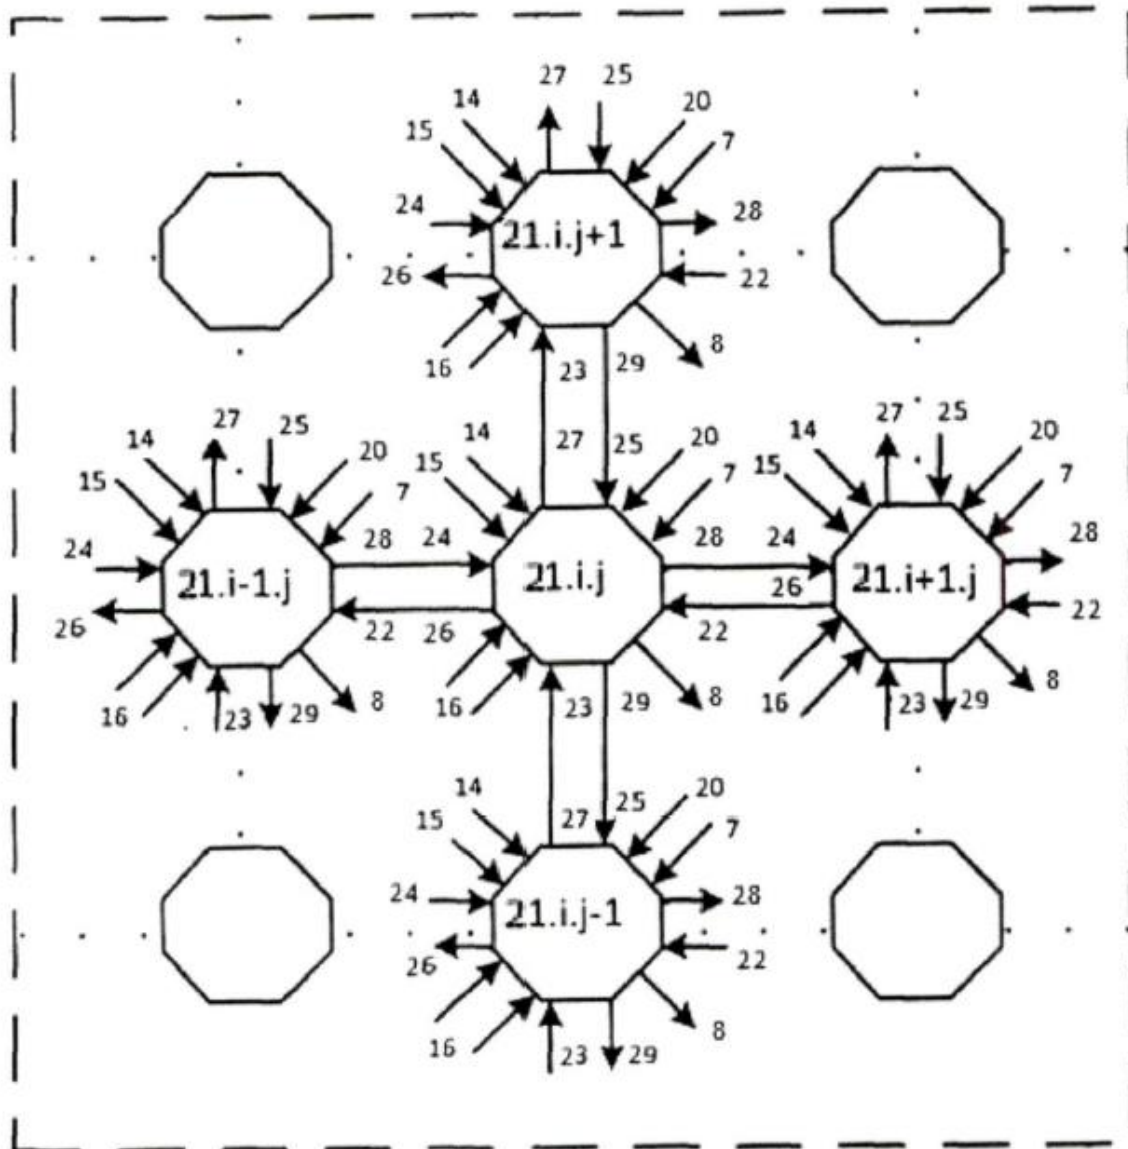 27 25
14 20
15 7
24 21.i.j+1 28
26 22
16 8
23 29
27 25 27 25
14 20 14 27 25 20 14 20
15 7 15 7 15 7
24 28 24 28 24 28
21.i-1.j 21.i.j 21.i+1.j
26 22 26 22 26 22
16 23 29 8 16 23 29 8 16 23 29 8
14 27 25 20
15 7
24 21.i.j-1 28
26 22
16 8
23 29